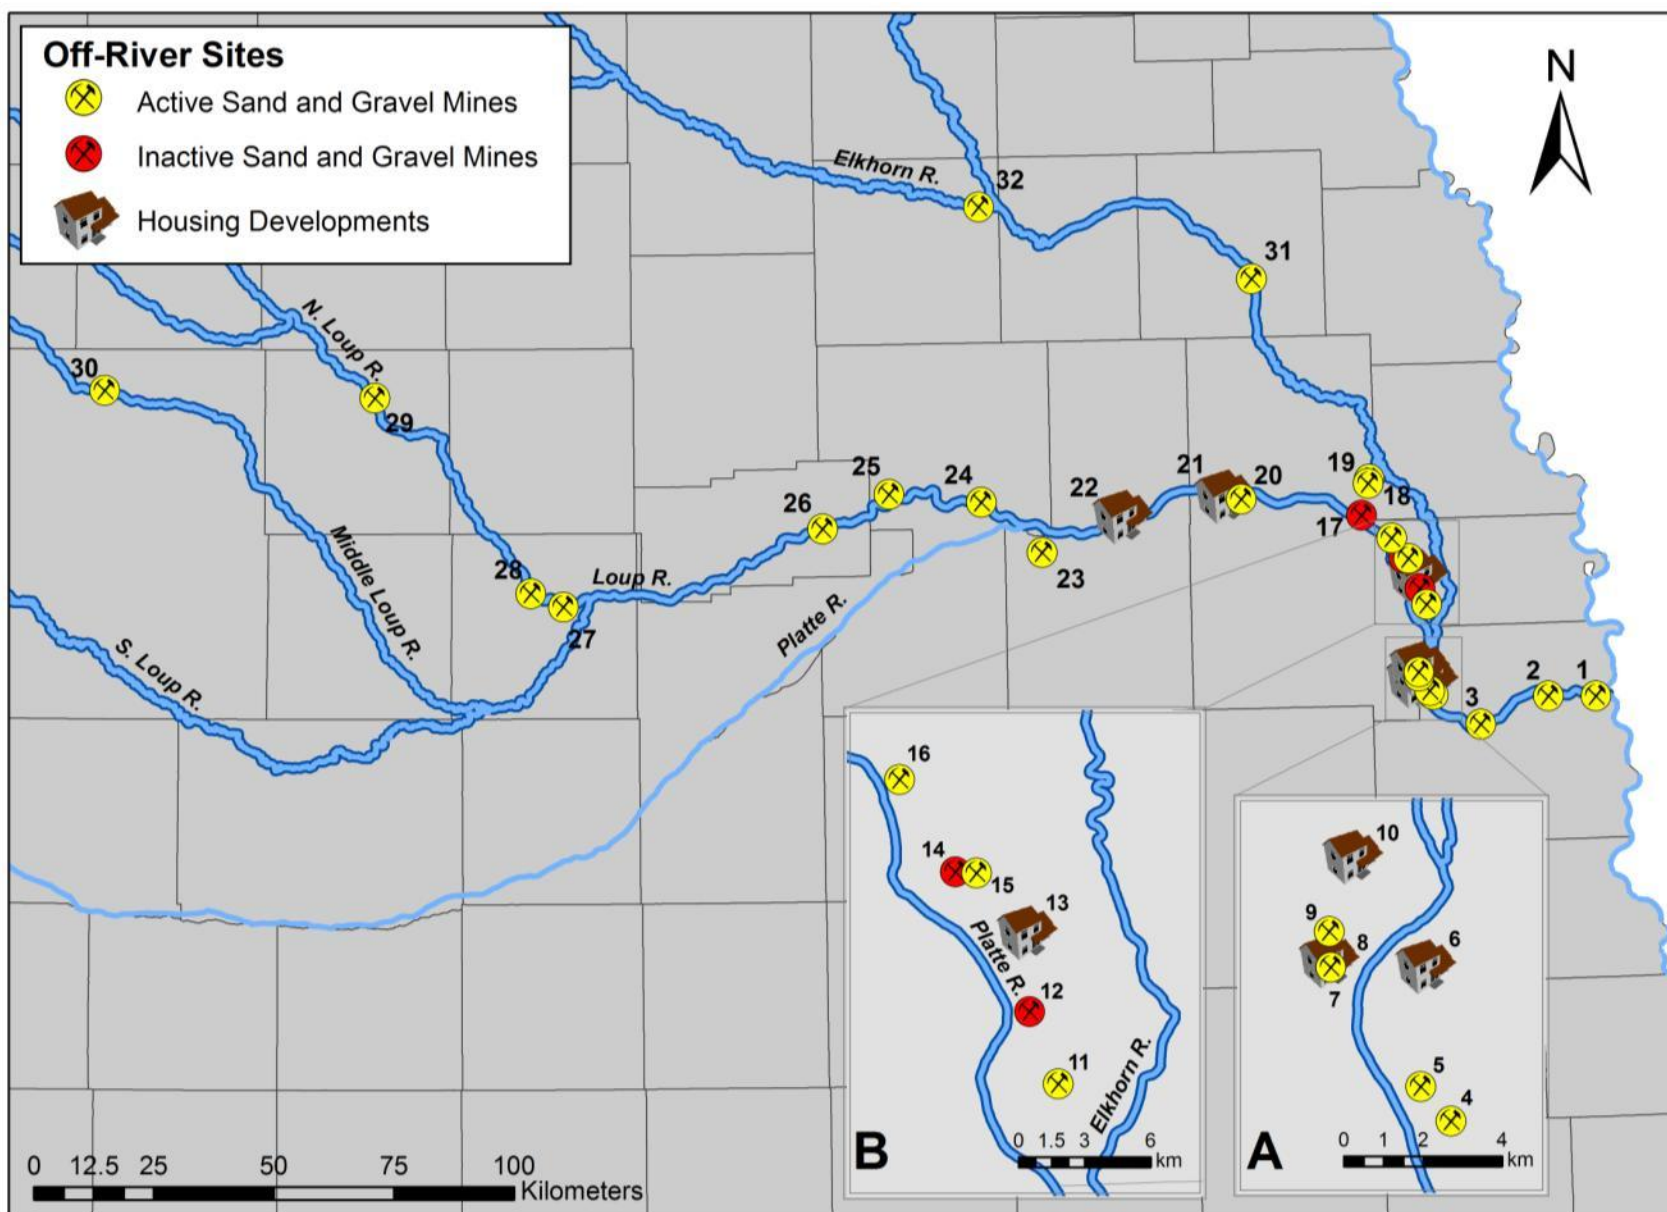 Off-River Sites
Active Sand and Gravel Mines
Inactive Sand and Gravel Mines
Housing Developments
N
Elkhorn R.
32
31
N. Loup R.
30
29
19
18
25
24
22
21
20
26
17
23
Middle Loup R.
28
Loup R.
27
Platte R.
S. Loup R.
3
2
1
16
14
15
13
Platte R.
12
11
Elkhorn R.
B
0 1.5 3 6
km
10
9
8
6
7
5
4
A
0 1 2 4
km
0 12.5 25 50 75 100
Kilometers